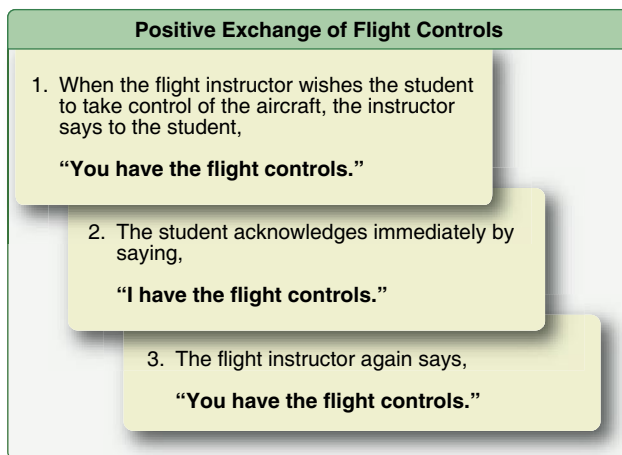 Positive Exchange of Flight Controls
1. When the flight instructor wishes the student
to take control of the aircraft, the instructor
says to the student,
“You have the flight controls.”
2. The student acknowledges immediately by
saying,
“I have the flight controls.”
3. The flight instructor again says,
“You have the flight controls.”